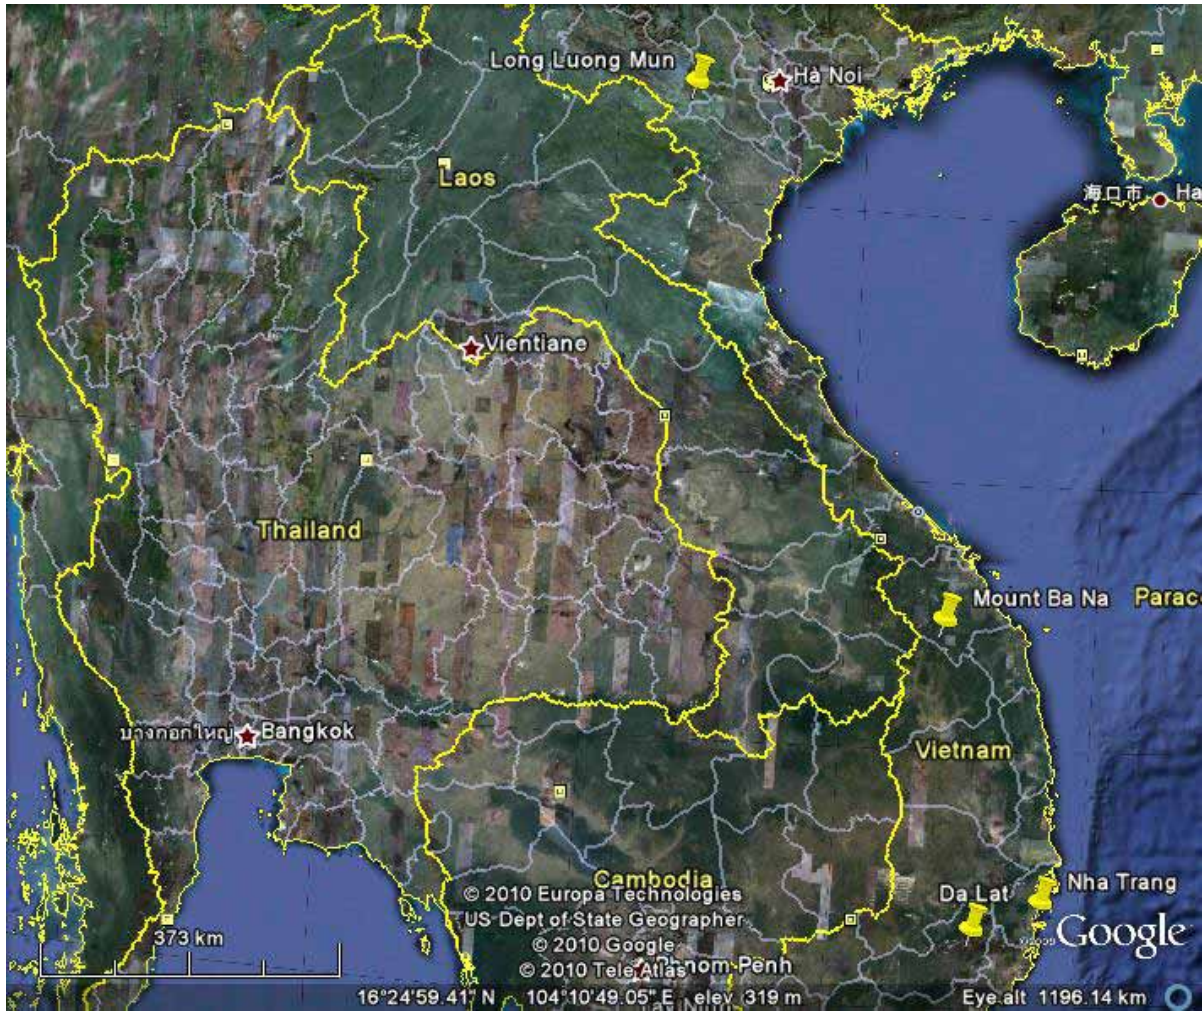 Long Luong Mun
Hà Noi
Laos
海口市
Ha
Vientiane
Thailand
Mount Ba Na
Parac
บางกอกใหญ่
Bangkok
Vietnam
Cambodia
© 2010 Europa Technologies
US Dept of State Geographer
© 2010 Google
© 2010 Tele Atlas
Da Lat
Nha Trang
©2009 Google
Phnom Penh
373 km
Tay Ninh
16°24'59.41" N 104°10'49.05" E elev 319 m
Eye alt 1196.14 km